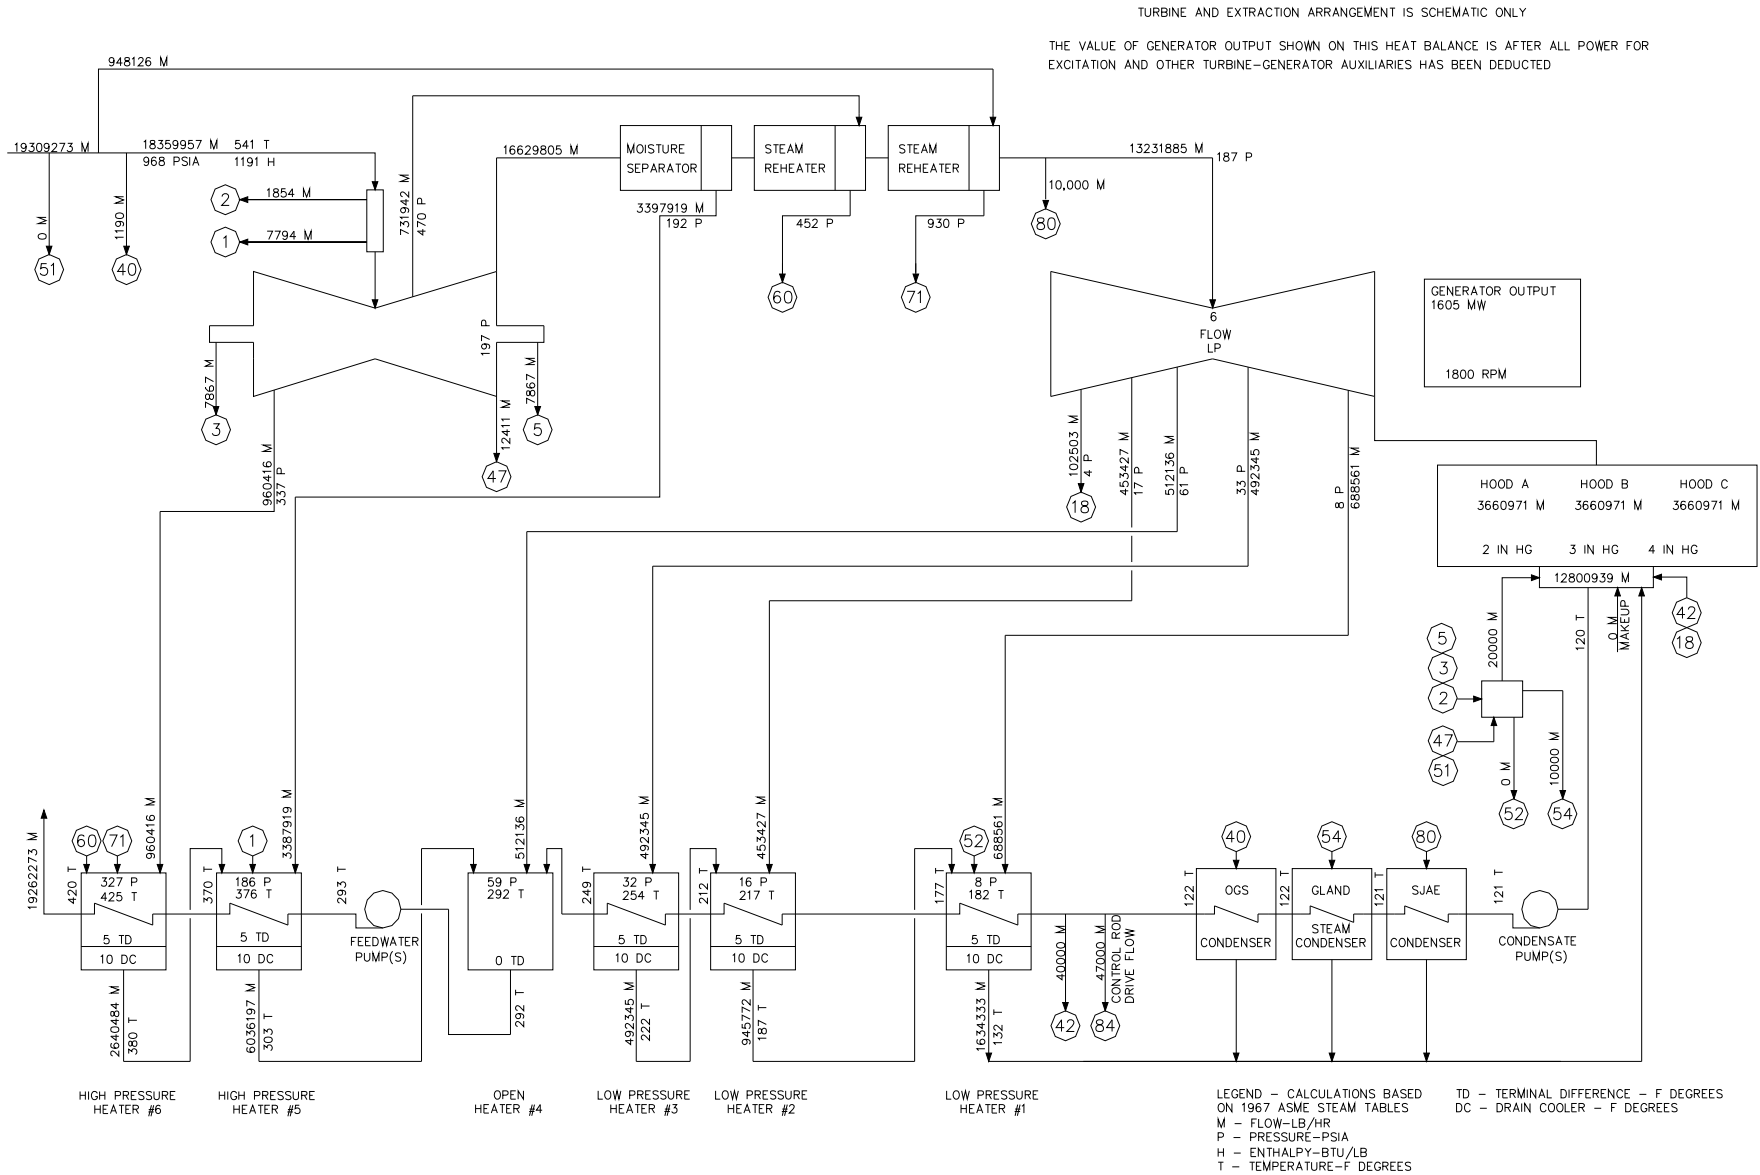 TURBINE AND EXTRACTION ARRANGEMENT IS SCHEMATIC ONLY
THE VALUE OF GENERATOR OUTPUT SHOWN ON THIS HEAT BALANCE IS AFTER ALL POWER FOR
EXCITATION AND OTHER TURBINE-GENERATOR AUXILIARIES HAS BEEN DEDUCTED
948126 M
19309273 M
18359957 M 541 T
968 PSIA 1191 H
0 M
51
1190 M
40
1854 M
2
7794 M
1
731942 M
470 P
16629805 M
MOISTURE
SEPARATOR
STEAM
REHEATER
STEAM
REHEATER
3397919 M
192 P
452 P
60
930 P
71
10,000 M
80
13231885 M
187 P
197 P
7867 M
3
7867 M
5
12411 M
47
960416 M
337 P
6
FLOW
LP
GENERATOR OUTPUT
1605 MW
1800 RPM
102503 M
4 P
18
453427 M
17 P
512136 M
61 P
33 P
492345 M
8 P
688561 M
HOOD A
HOOD B
HOOD C
3660971 M
3660971 M
3660971 M
2 IN HG
3 IN HG
4 IN HG
12800939 M
20000 M
120 T
0 M
MAKEUP
42
18
5
3
2
47
51
0 M
52
10000 M
54
19262273 M
420 T
60
71
960416 M
327 P
425 T
5 TD
10 DC
2640484 M
380 T
370 T
1
3387919 M
186 P
376 T
5 TD
10 DC
6036197 M
303 T
293 T
FEEDWATER
PUMP(S)
512136 M
59 P
292 T
0 TD
292 T
249 T
492345 M
32 P
254 T
5 TD
10 DC
492345 M
222 T
212 T
453427 M
16 P
217 T
5 TD
10 DC
945772 M
187 T
177 T
52
688561 M
8 P
182 T
5 TD
10 DC
1634333 M
132 T
40000 M
42
47000 M
CONTROL ROD
DRIVE FLOW
84
122 T
40
OGS
CONDENSER
122 T
54
GLAND
STEAM
CONDENSER
121 T
80
SJAE
CONDENSER
121 T
CONDENSATE
PUMP(S)
HIGH PRESSURE
HEATER #6
HIGH PRESSURE
HEATER #5
OPEN
HEATER #4
LOW PRESSURE
HEATER #3
LOW PRESSURE
HEATER #2
LOW PRESSURE
HEATER #1
LEGEND - CALCULATIONS BASED
ON 1967 ASME STEAM TABLES
M - FLOW-LB/HR
P - PRESSURE-PSIA
H - ENTHALPY-BTU/LB
T - TEMPERATURE-F DEGREES
TD - TERMINAL DIFFERENCE - F DEGREES
DC - DRAIN COOLER - F DEGREES